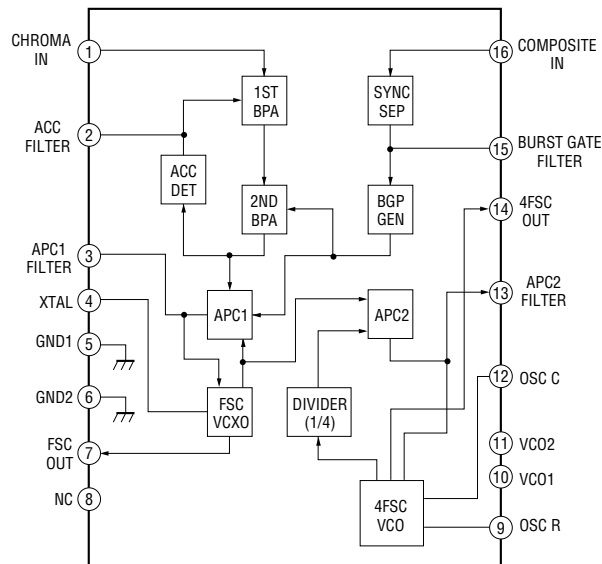 CHROMA
IN
1
ACC
FILTER
2
APC1
FILTER
3
XTAL
4
GND1
5
GND2
6
FSC
OUT
7
NC
8
1ST
BPA
SYNC
SEP
ACC
DET
2ND
BPA
BGP
GEN
APC1
APC2
FSC
VCXO
DIVIDER
(1/4)
4FSC
VCO
16
COMPOSITE
IN
15
BURST GATE
FILTER
14
4FSC
OUT
13
APC2
FILTER
12
OSC C
11
VCO2
10
VCO1
9
OSC R